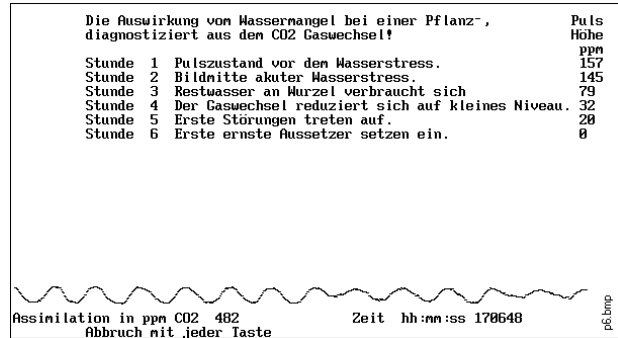 Die Auswirkung vom Wassermangel bei einer Pflanz-, Puls
diagnostiziert aus dem CO2 Gaswechsel! Höhe
ppm
Stunde 1 Pulszustand vor dem Wasserstress. 157
Stunde 2 Bildmitte akuter Wasserstress. 145
Stunde 3 Restwasser an Wurzel verbraucht sich 79
Stunde 4 Der Gaswechsel reduziert sich auf kleines Niveau. 32
Stunde 5 Erste Störungen treten auf. 20
Stunde 6 Erste ernste Aussetzer setzen ein. 0
Assimilation in ppm CO2 482 Zeit hh:mm:ss 170648
Abbruch mit jeder Taste
p6.bmp